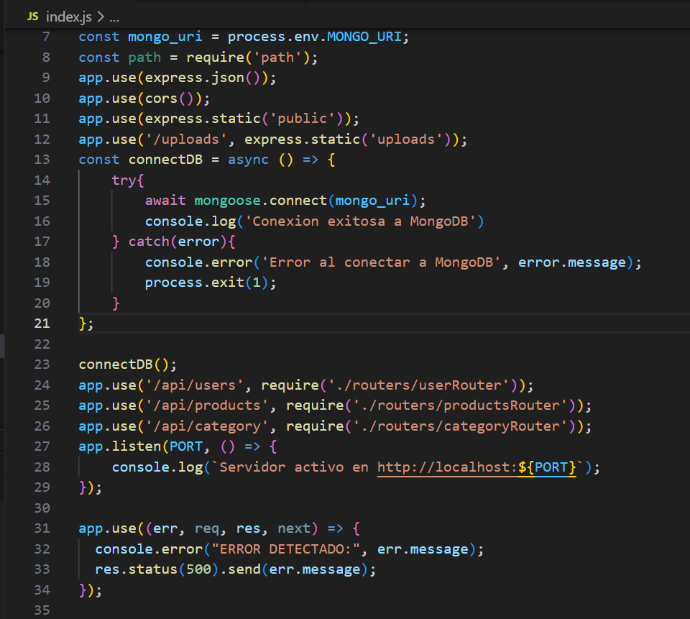 JS index.js > ...
7 const mongo_uri = process.env.MONGO_URI;
8 const path = require('path');
9 app.use(express.json());
10 app.use(cors());
11 app.use(express.static('public'));
12 app.use('/uploads', express.static('uploads'));
13 const connectDB = async () => {
14     try{
15         await mongoose.connect(mongo_uri);
16         console.log('Conexion exitosa a MongoDB')
17     } catch(error){
18         console.error('Error al conectar a MongoDB', error.message);
19         process.exit(1);
20     }
21 };
22
23 connectDB();
24 app.use('/api/users', require('./routers/userRouter'));
25 app.use('/api/products', require('./routers/productsRouter'));
26 app.use('/api/category', require('./routers/categoryRouter'));
27 app.listen(PORT, () => {
28     console.log(`Servidor activo en http://localhost:${PORT}`);
29 });
30
31 app.use((err, req, res, next) => {
32   console.error("ERROR DETECTADO:", err.message);
33   res.status(500).send(err.message);
34 });
35